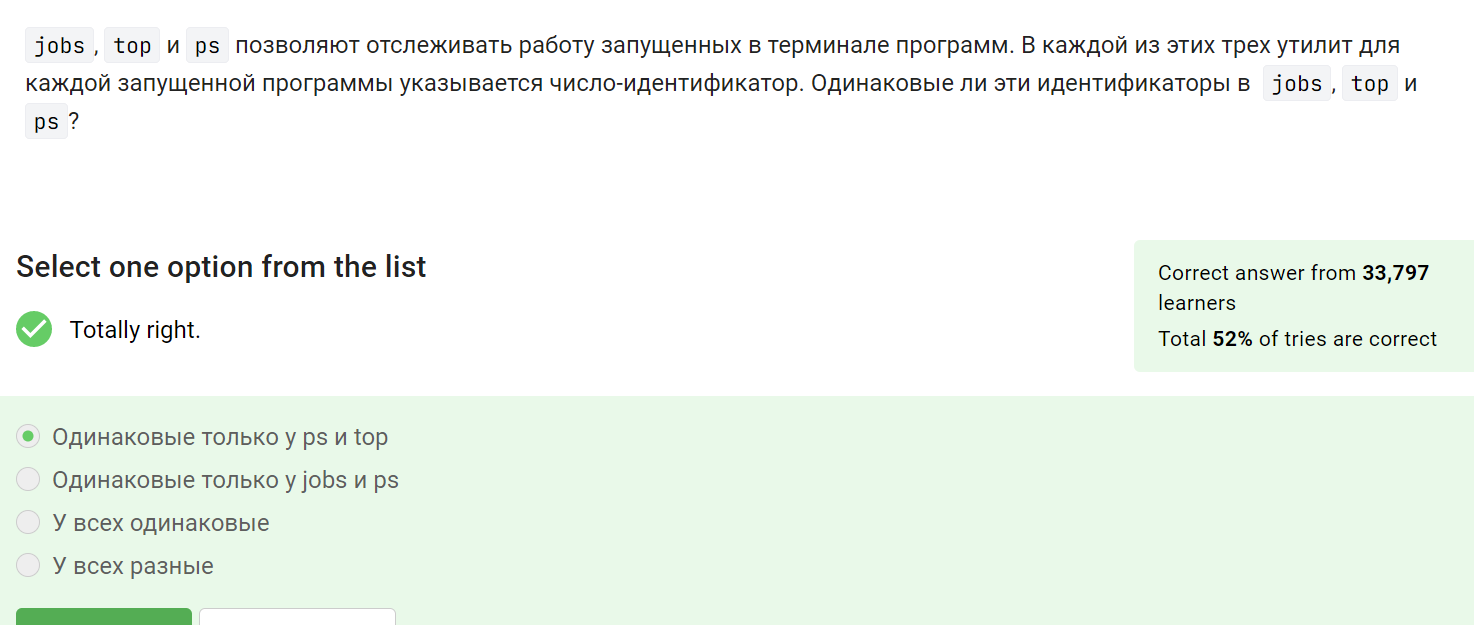 jobs, top и ps позволяют отслеживать работу запущенных в терминале программ. В каждой из этих трех утилит для
каждой запущенной программы указывается число-идентификатор. Одинаковые ли эти идентификаторы в jobs, top и
ps?
Select one option from the list
Correct answer from 33,797
learners
Totally right.
Total 52% of tries are correct
Одинаковые только у ps и top
Одинаковые только у jobs и ps
У всех одинаковые
У всех разные